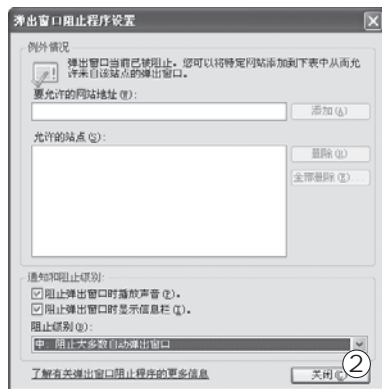 弹出窗口阻止程序设置
例外情况
弹出窗口当前已被阻止。您可以将特定网站添加到下表中从而允
许来自该站点的弹出窗口。
要允许的网站地址(W):
添加(A)
允许的站点(S):
删除(R)
全部删除(E)...
通知和阻止级别:
阻止弹出窗口时播放声音(P)。
阻止弹出窗口时显示信息栏(I)。
阻止级别(B):
中: 阻止大多数自动弹出窗口
了解有关弹出窗口阻止程序的更多信息
关闭(C)
2